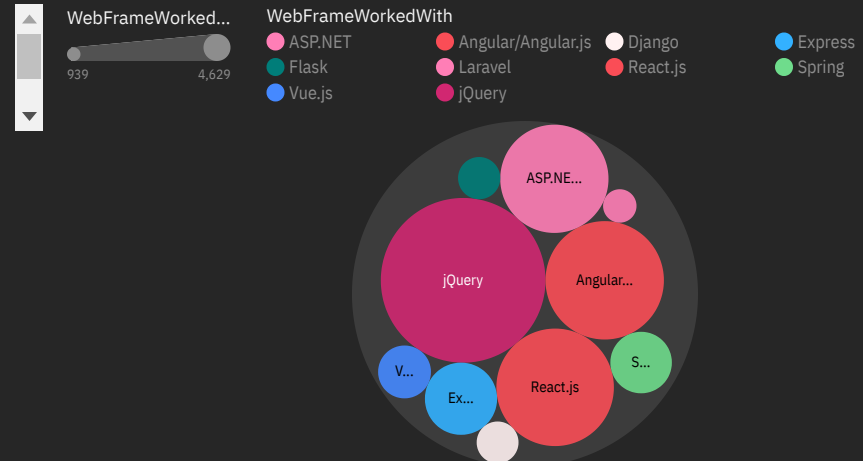 WebFrameWorked...
939
4,629
WebFrameWorkedWith
ASP.NET
Angular/Angular.js
Django
Express
Flask
Laravel
React.js
Spring
Vue.js
jQuery
ASP.NE...
jQuery
Angular...
S...
V...
React.js
Ex...